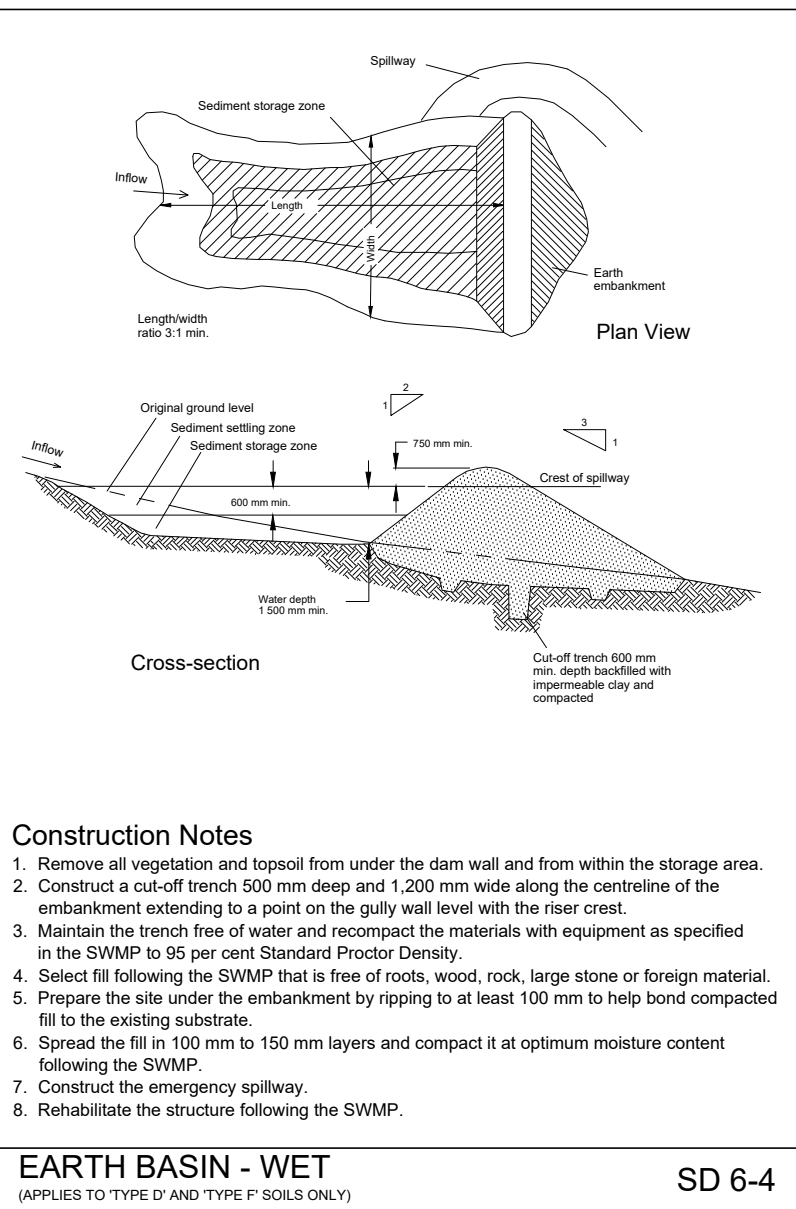 Spillway
Sediment storage zone
Inflow
Length
Width
Earth
embankment
Length/width
ratio 3:1 min.
Plan View
2
1
3
1
Original ground level
Sediment settling zone
Sediment storage zone
Inflow
750 mm min.
Crest of spillway
600 mm min.
Water depth
1 500 mm min.
Cross-section
Cut-off trench 600 mm
min. depth backfilled with
impermeable clay and
compacted
Construction Notes
1. Remove all vegetation and topsoil from under the dam wall and from within the storage area.
2. Construct a cut-off trench 500 mm deep and 1,200 mm wide along the centreline of the
embankment extending to a point on the gully wall level with the riser crest.
3. Maintain the trench free of water and recompact the materials with equipment as specified
in the SWMP to 95 per cent Standard Proctor Density.
4. Select fill following the SWMP that is free of roots, wood, rock, large stone or foreign material.
5. Prepare the site under the embankment by ripping to at least 100 mm to help bond compacted
fill to the existing substrate.
6. Spread the fill in 100 mm to 150 mm layers and compact it at optimum moisture content
following the SWMP.
7. Construct the emergency spillway.
8. Rehabilitate the structure following the SWMP.
EARTH BASIN - WET
(APPLIES TO 'TYPE D' AND 'TYPE F' SOILS ONLY)
SD 6-4